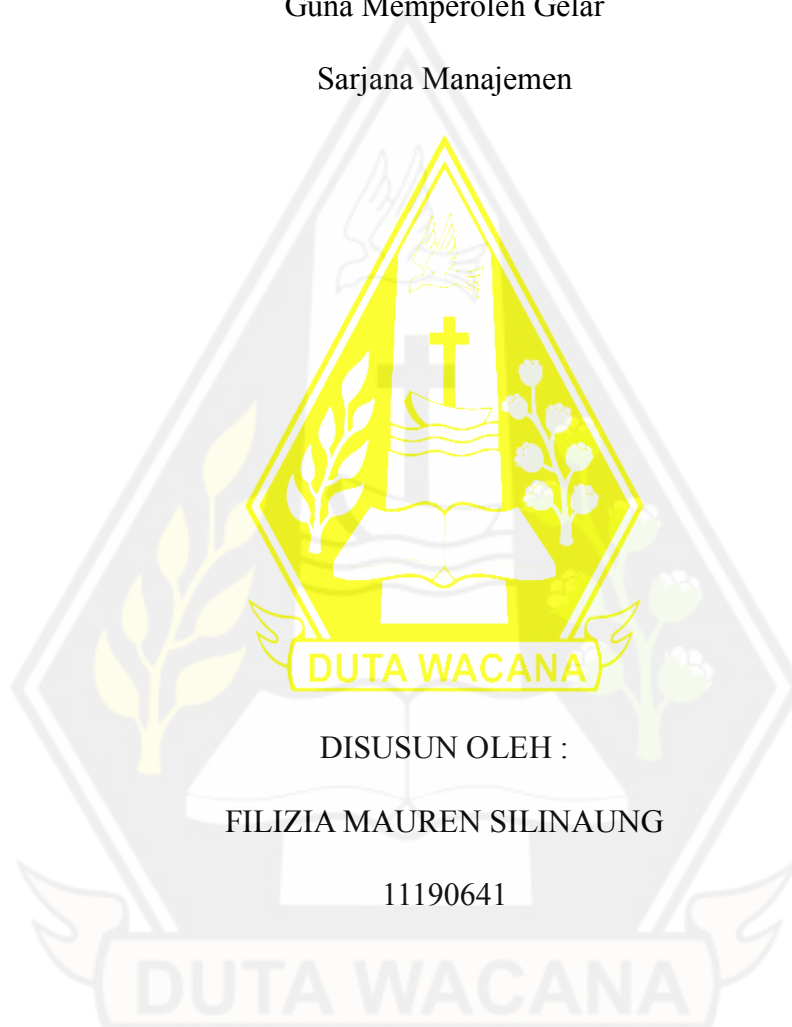 Guna Memperoleh Gelar
Sarjana Manajemen
DUTA WACANA
DISUSUN OLEH :
FILIZIA MAUREN SILINAUNG
11190641
DUTA WACANA